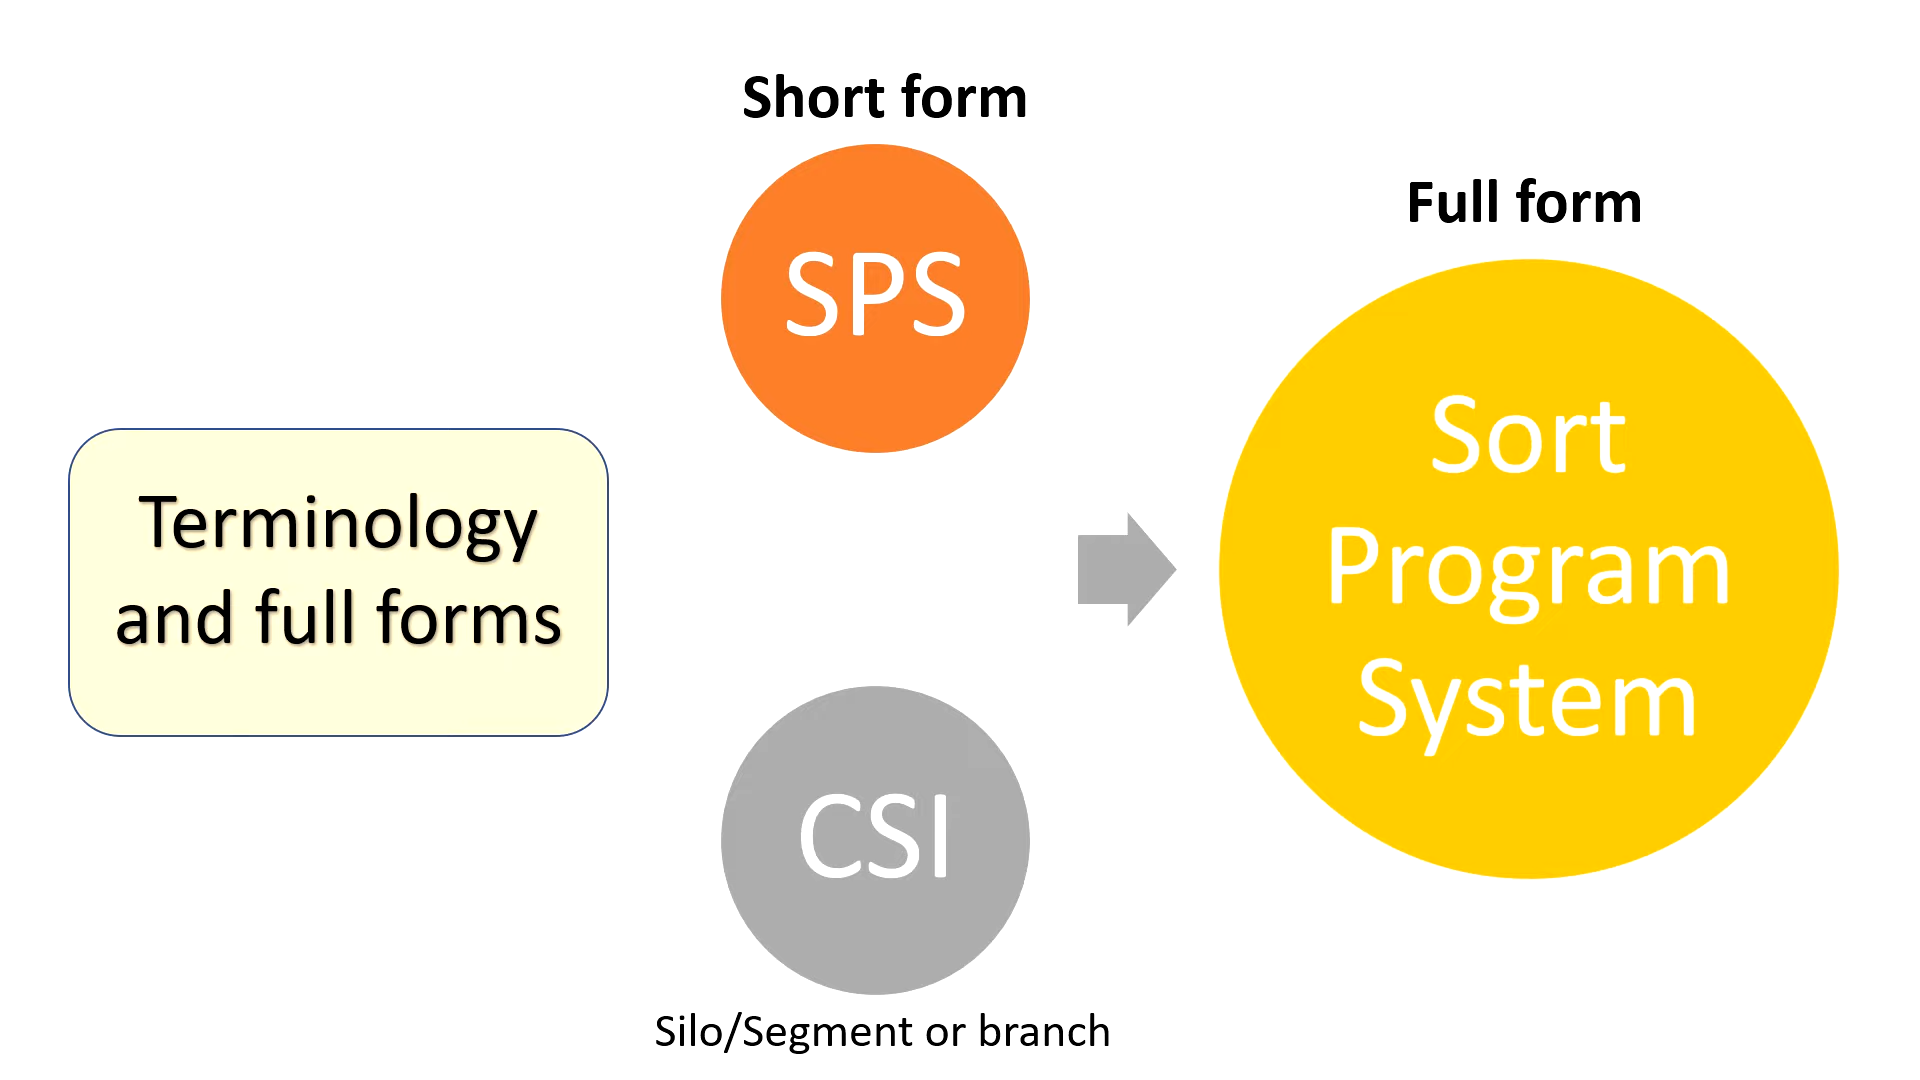 Short form
SPS
Full form
Terminology
and full forms
Sort
Program
System
CSI
Silo/Segment or branch